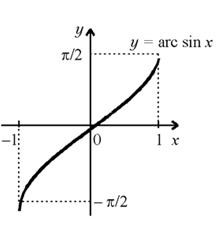 y
y = arc sin x
π/2
−1
0
1
x
−π/2